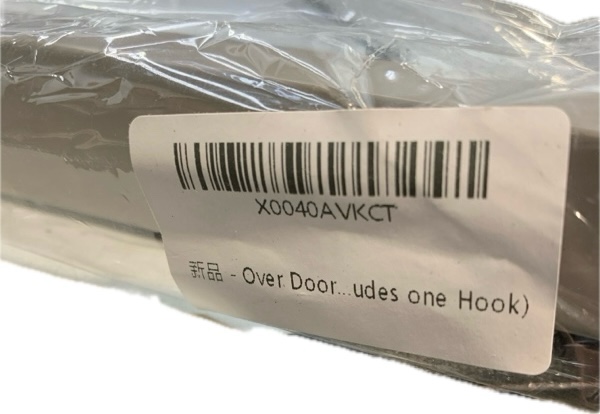 X0040AVKCT
新品 - Over Door...udes one Hook)